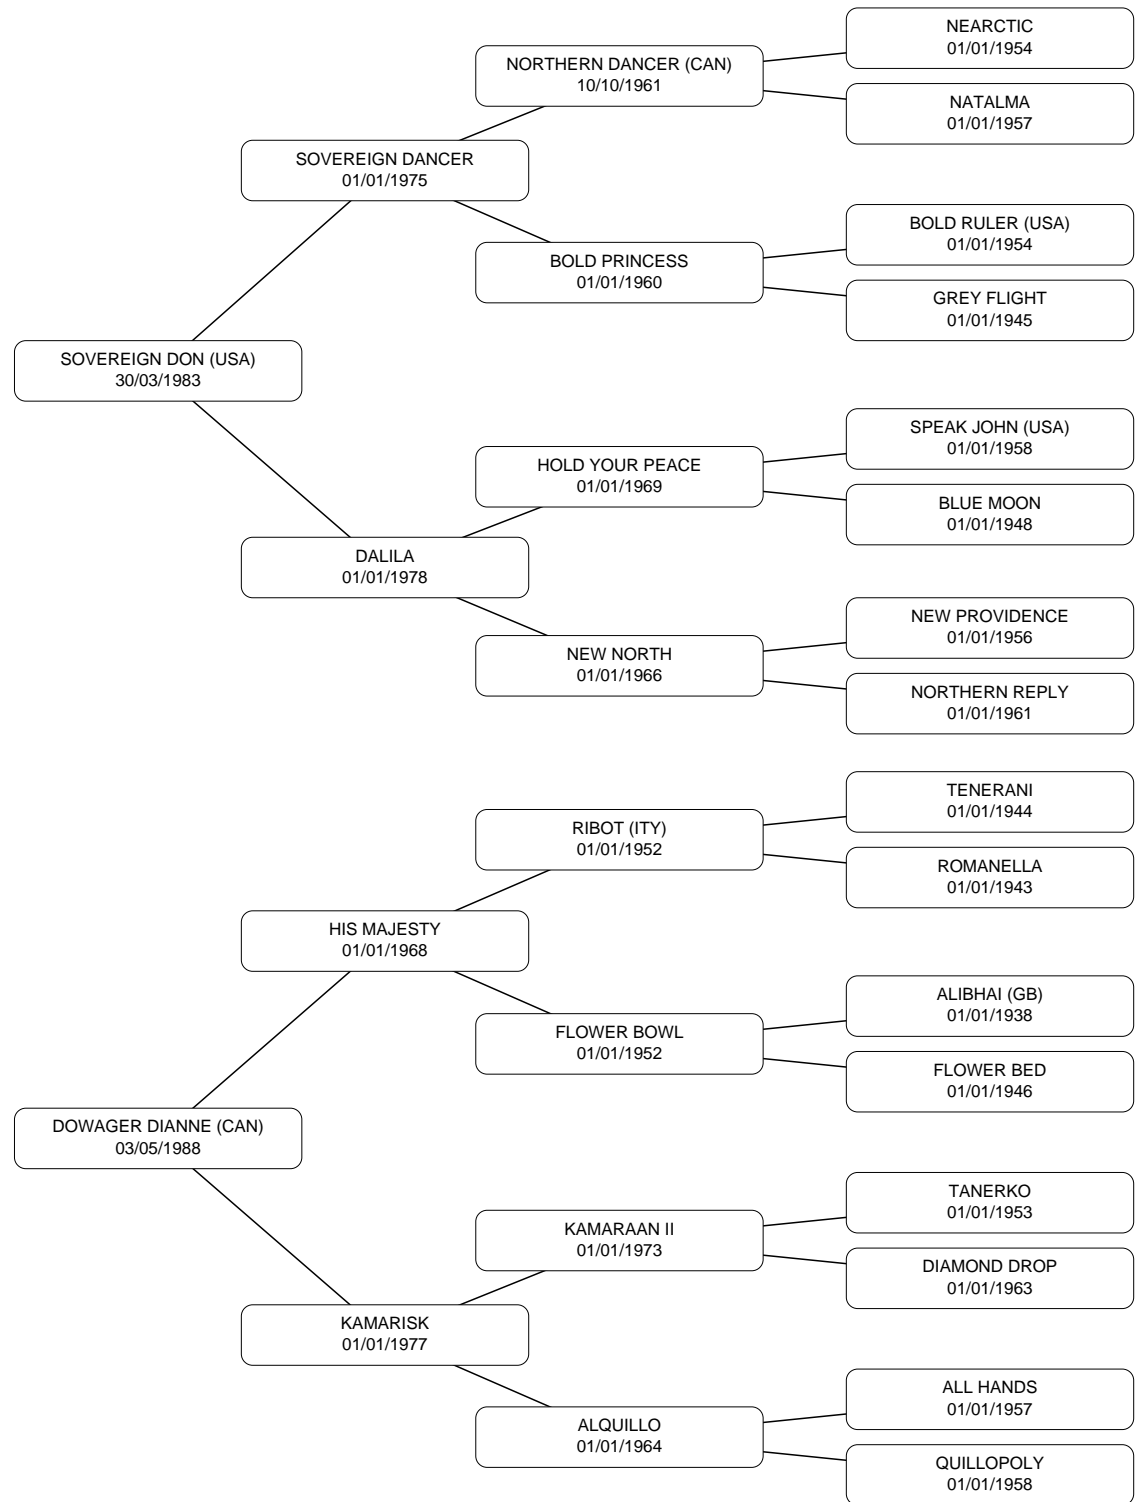 NEARCTIC
01/01/1954
NORTHERN DANCER (CAN)
10/10/1961
NATALMA
01/01/1957
SOVEREIGN DANCER
01/01/1975
BOLD RULER (USA)
01/01/1954
BOLD PRINCESS
01/01/1960
GREY FLIGHT
01/01/1945
SOVEREIGN DON (USA)
30/03/1983
SPEAK JOHN (USA)
01/01/1958
HOLD YOUR PEACE
01/01/1969
BLUE MOON
01/01/1948
DALILA
01/01/1978
NEW PROVIDENCE
01/01/1956
NEW NORTH
01/01/1966
NORTHERN REPLY
01/01/1961
TENERANI
01/01/1944
RIBOT (ITY)
01/01/1952
ROMANELLA
01/01/1943
HIS MAJESTY
01/01/1968
ALIBHAI (GB)
01/01/1938
FLOWER BOWL
01/01/1952
FLOWER BED
01/01/1946
DOWAGER DIANNE (CAN)
03/05/1988
TANERKO
01/01/1953
KAMARAAN II
01/01/1973
DIAMOND DROP
01/01/1963
KAMARISK
01/01/1977
ALL HANDS
01/01/1957
ALQUILLO
01/01/1964
QUILLOPOLY
01/01/1958